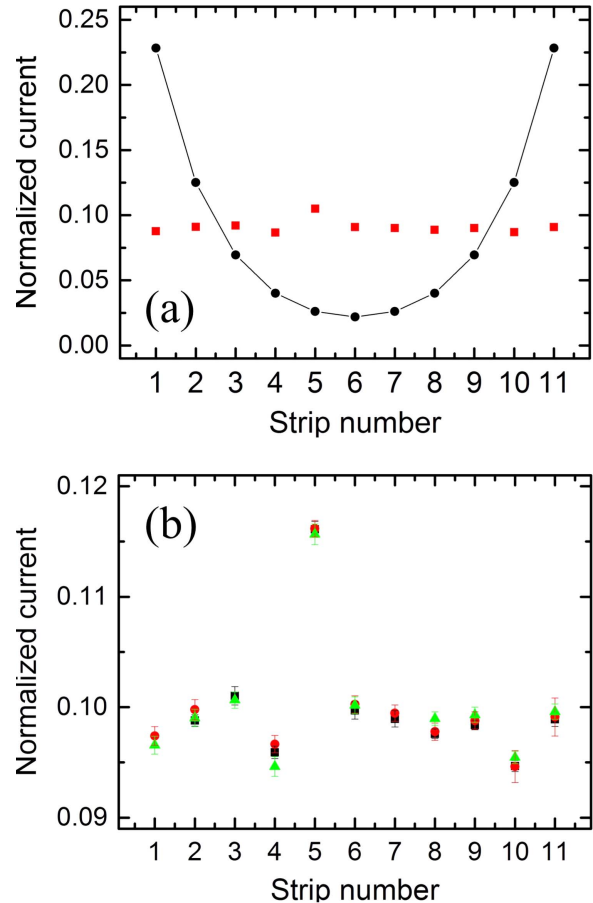 0.25
0.20
0.15
0.10
0.05
0.00
Normalized current
(a)
1 2 3 4 5 6 7 8 9 10 11
Strip number
0.12
0.11
0.10
0.09
Normalized current
(b)
1 2 3 4 5 6 7 8 9 10 11
Strip number